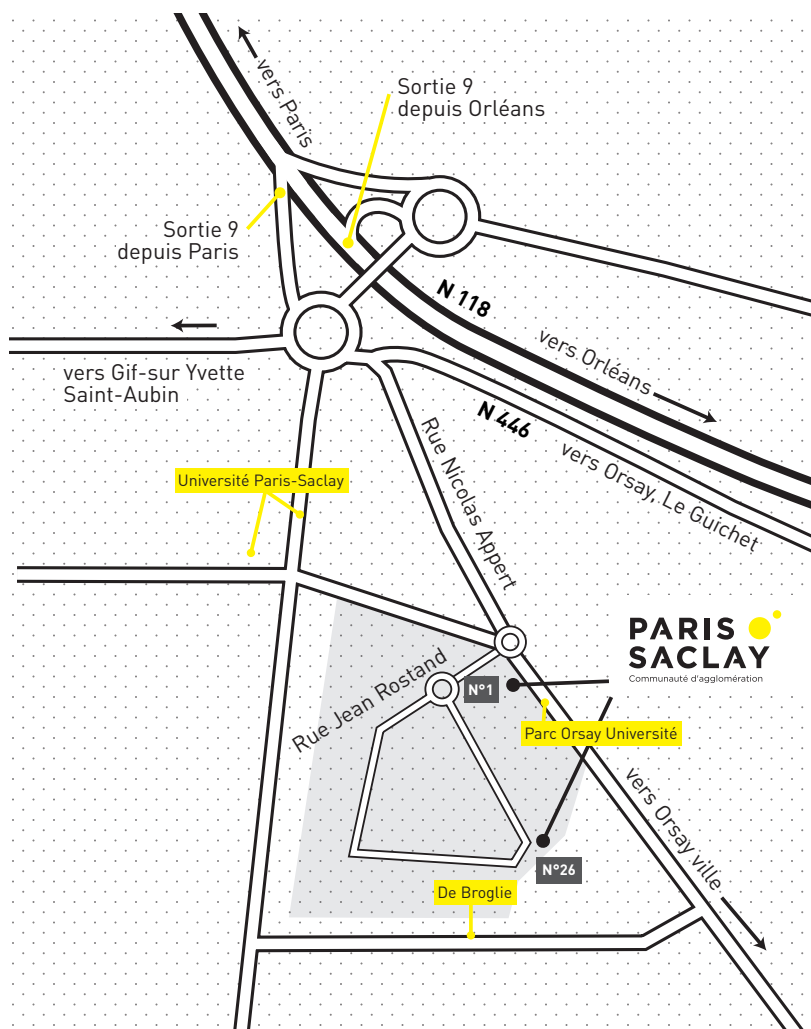 vers Paris
Sortie 9
depuis Orléans
Sortie 9
depuis Paris
N 118
vers Orléans
vers Gif-sur Yvette
Saint-Aubin
N 446
vers Orsay, Le Guichet
Rue Nicolas Appert
Université Paris-Saclay
PARIS
SACLAY
Communauté d'agglomération
Rue Jean Rostand
N°1
Parc Orsay Université
vers Orsay ville
N°26
De Broglie